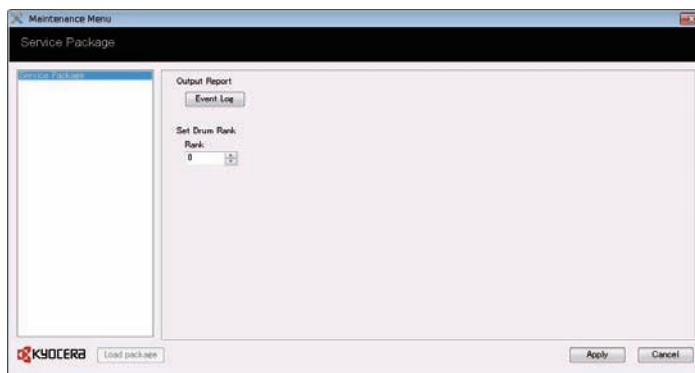 Maintenance Menu
Service Package
Service Package
Output Report
Event Log
Set Drum Rank
Rank
0
KYOCERA
Load package
Apply
Cancel